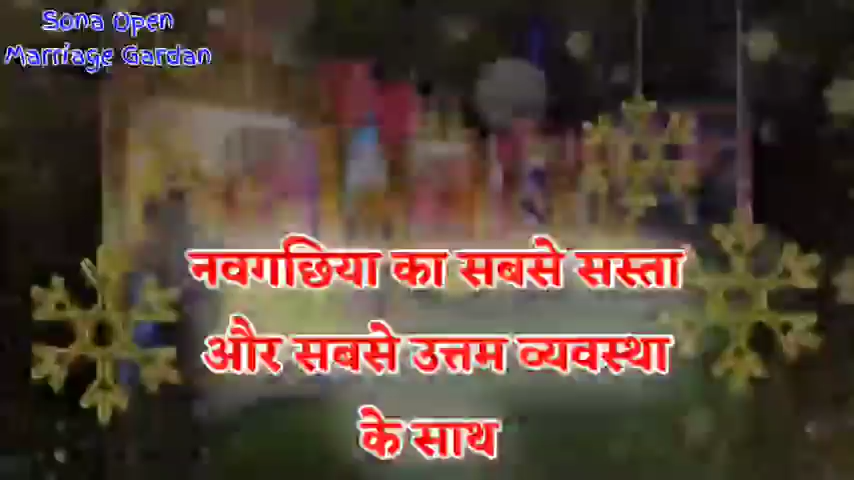 Sona Open
Marriage Gardan
नवगछिया का सबसे सस्ता
और सबसे उत्तम व्यवस्था
के साथ